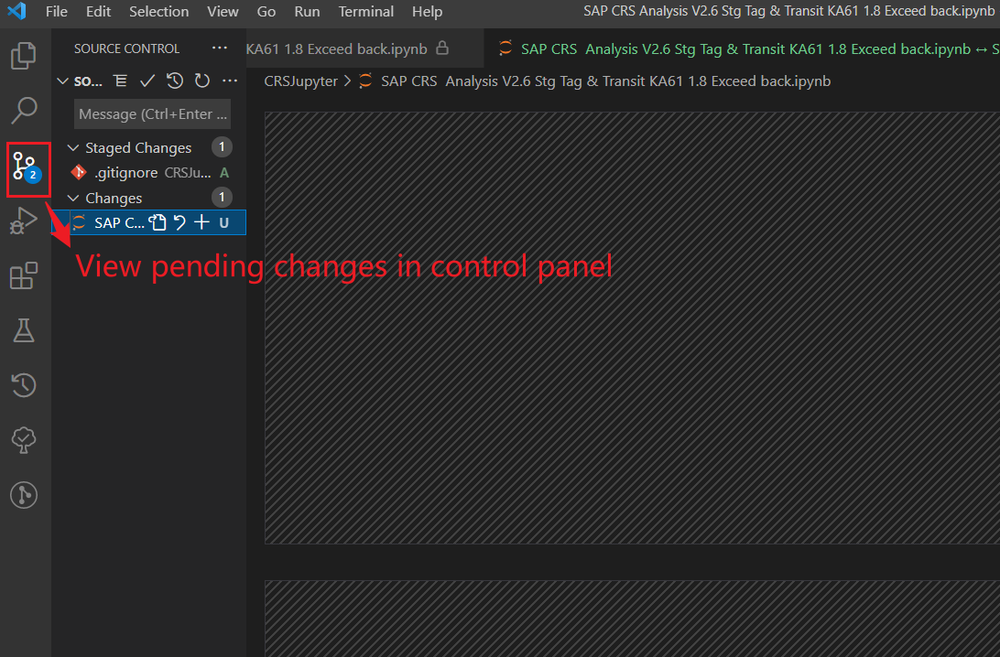 File Edit Selection View Go Run Terminal Help SAP CRS Analysis V2.6 Stg Tag & Transit KA61 1.8 Exceed back.ipynb
SOURCE CONTROL ... KA61 1.8 Exceed back.ipynb SAP CRS Analysis V2.6 Stg Tag & Transit KA61 1.8 Exceed back.ipynb ↔ S
SO... ... CRSJupyter > SAP CRS Analysis V2.6 Stg Tag & Transit KA61 1.8 Exceed back.ipynb
Message (Ctrl+Enter ...
Staged Changes 1
2 .gitignore CRSJu... A
Changes 1
SAP C... U
View pending changes in control panel